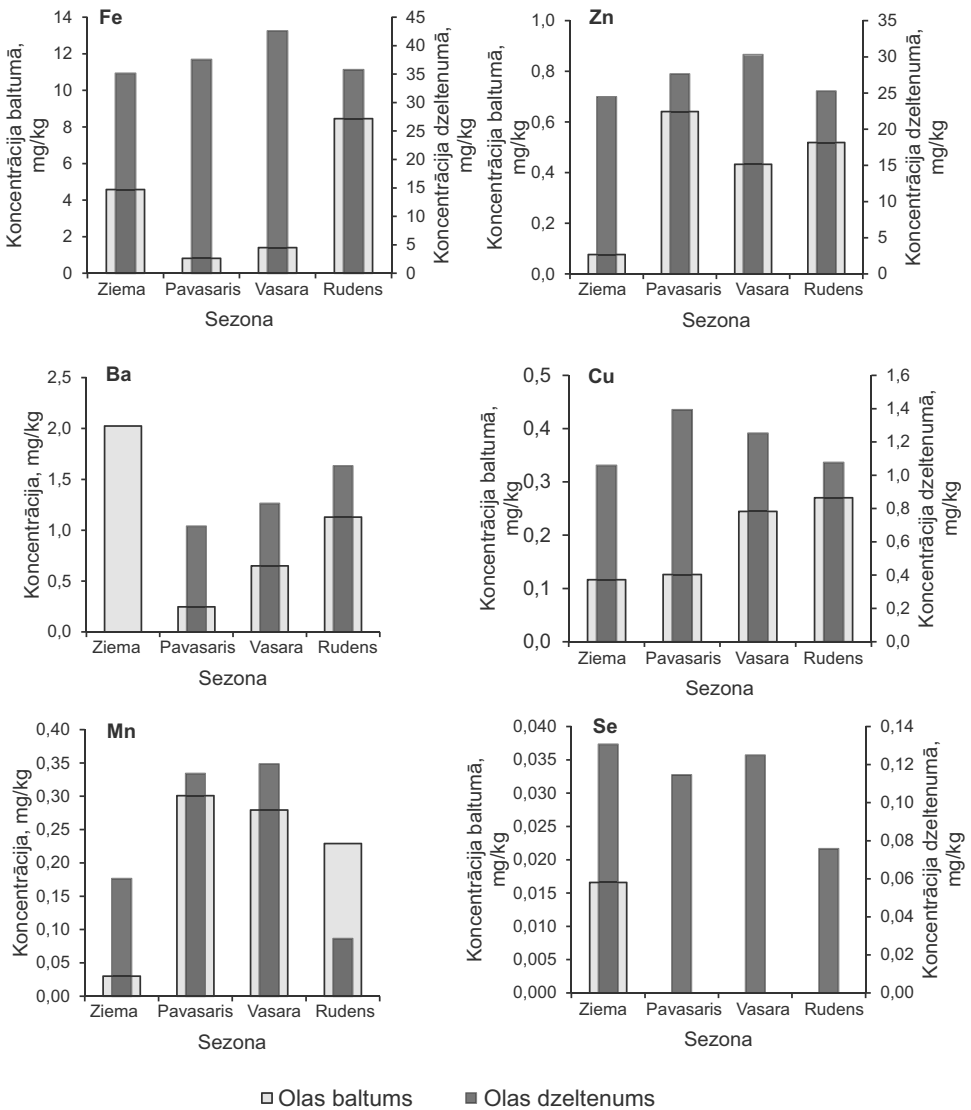 Fe
Koncentrācija baltumā,
mg/kg
14
12
10
8
6
4
2
0
45
40
35
30
25
20
15
10
5
0
Koncentrācija dzeltenumā,
mg/kg
Ziema Pavasaris Vasara Rudens
Sezona
Zn
Koncentrācija baltumā,
mg/kg
1,0
0,8
0,6
0,4
0,2
0,0
35
30
25
20
15
10
5
0
Koncentrācija dzeltenumā,
mg/kg
Ziema Pavasaris Vasara Rudens
Sezona
Ba
Koncentrācija, mg/kg
2,5
2,0
1,5
1,0
0,5
0,0
Ziema Pavasaris Vasara Rudens
Sezona
Cu
Koncentrācija baltumā,
mg/kg
0,5
0,4
0,3
0,2
0,1
0,0
1,6
1,4
1,2
1,0
0,8
0,6
0,4
0,2
0,0
Koncentrācija dzeltenumā,
mg/kg
Ziema Pavasaris Vasara Rudens
Sezona
Mn
Koncentrācija, mg/kg
0,40
0,35
0,30
0,25
0,20
0,15
0,10
0,05
0,00
Ziema Pavasaris Vasara Rudens
Sezona
Se
Koncentrācija baltumā,
mg/kg
0,040
0,035
0,030
0,025
0,020
0,015
0,010
0,005
0,000
0,14
0,12
0,10
0,08
0,06
0,04
0,02
0,00
Koncentrācija dzeltenumā,
mg/kg
Ziema Pavasaris Vasara Rudens
Sezona
Olas baltums Olas dzeltenums